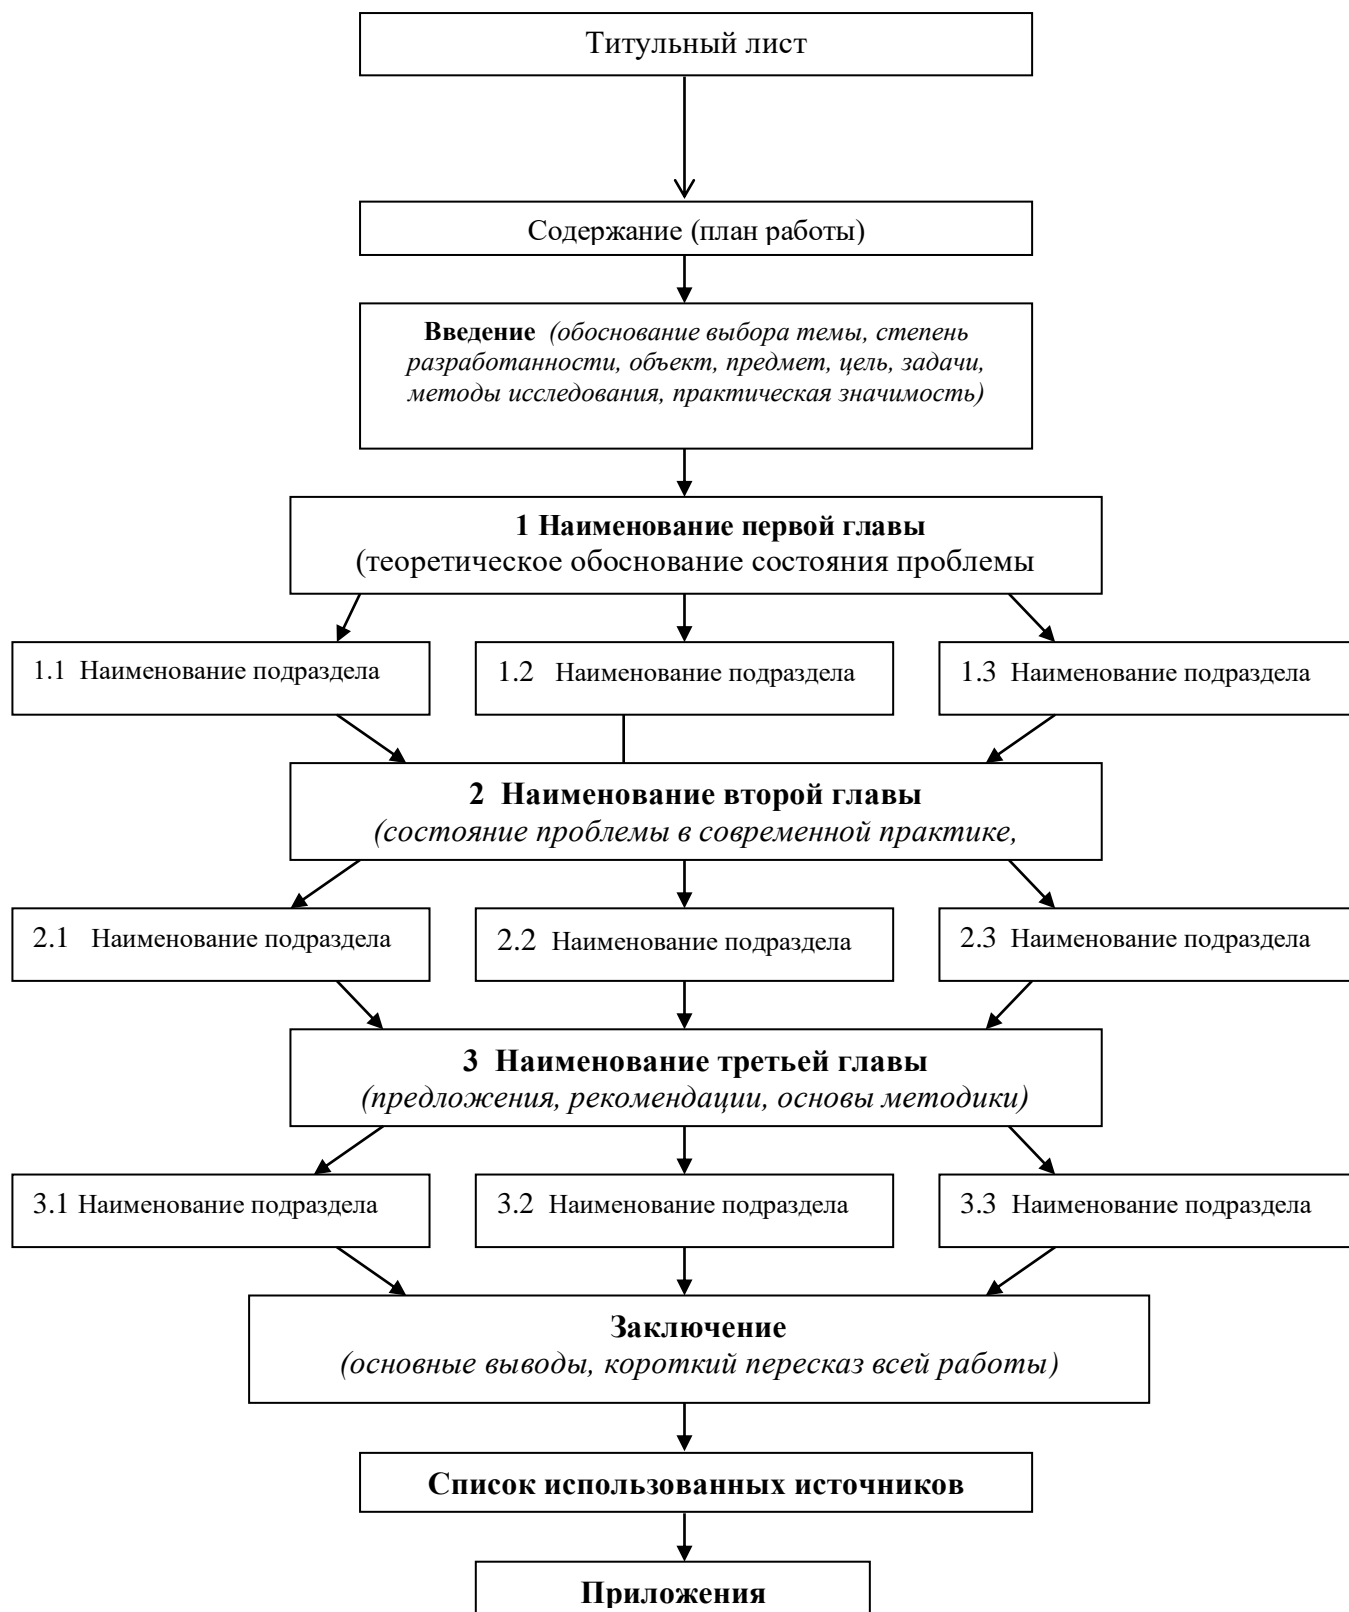 Титульный лист
Содержание (план работы)
Введение (обоснование выбора темы, степень
разработанности, объект, предмет, цель, задачи,
методы исследования, практическая значимость)
1 Наименование первой главы
(теоретическое обоснование состояния проблемы
1.1 Наименование подраздела
1.2 Наименование подраздела
1.3 Наименование подраздела
2 Наименование второй главы
(состояние проблемы в современной практике,
2.1 Наименование подраздела
2.2 Наименование подраздела
2.3 Наименование подраздела
3 Наименование третьей главы
(предложения, рекомендации, основы методики)
3.1 Наименование подраздела
3.2 Наименование подраздела
3.3 Наименование подраздела
Заключение
(основные выводы, короткий пересказ всей работы)
Список использованных источников
Приложения